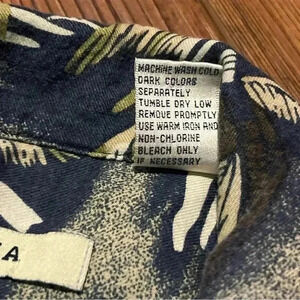 MACHINE WASH COLD
DARK COLORS
SEPARATELY
TUMBLE DRY LOW
REMOVE PROMPTLY
USE WARM IRON AND
NON-CHLORINE
BLEACH ONLY
IF NECESSARY